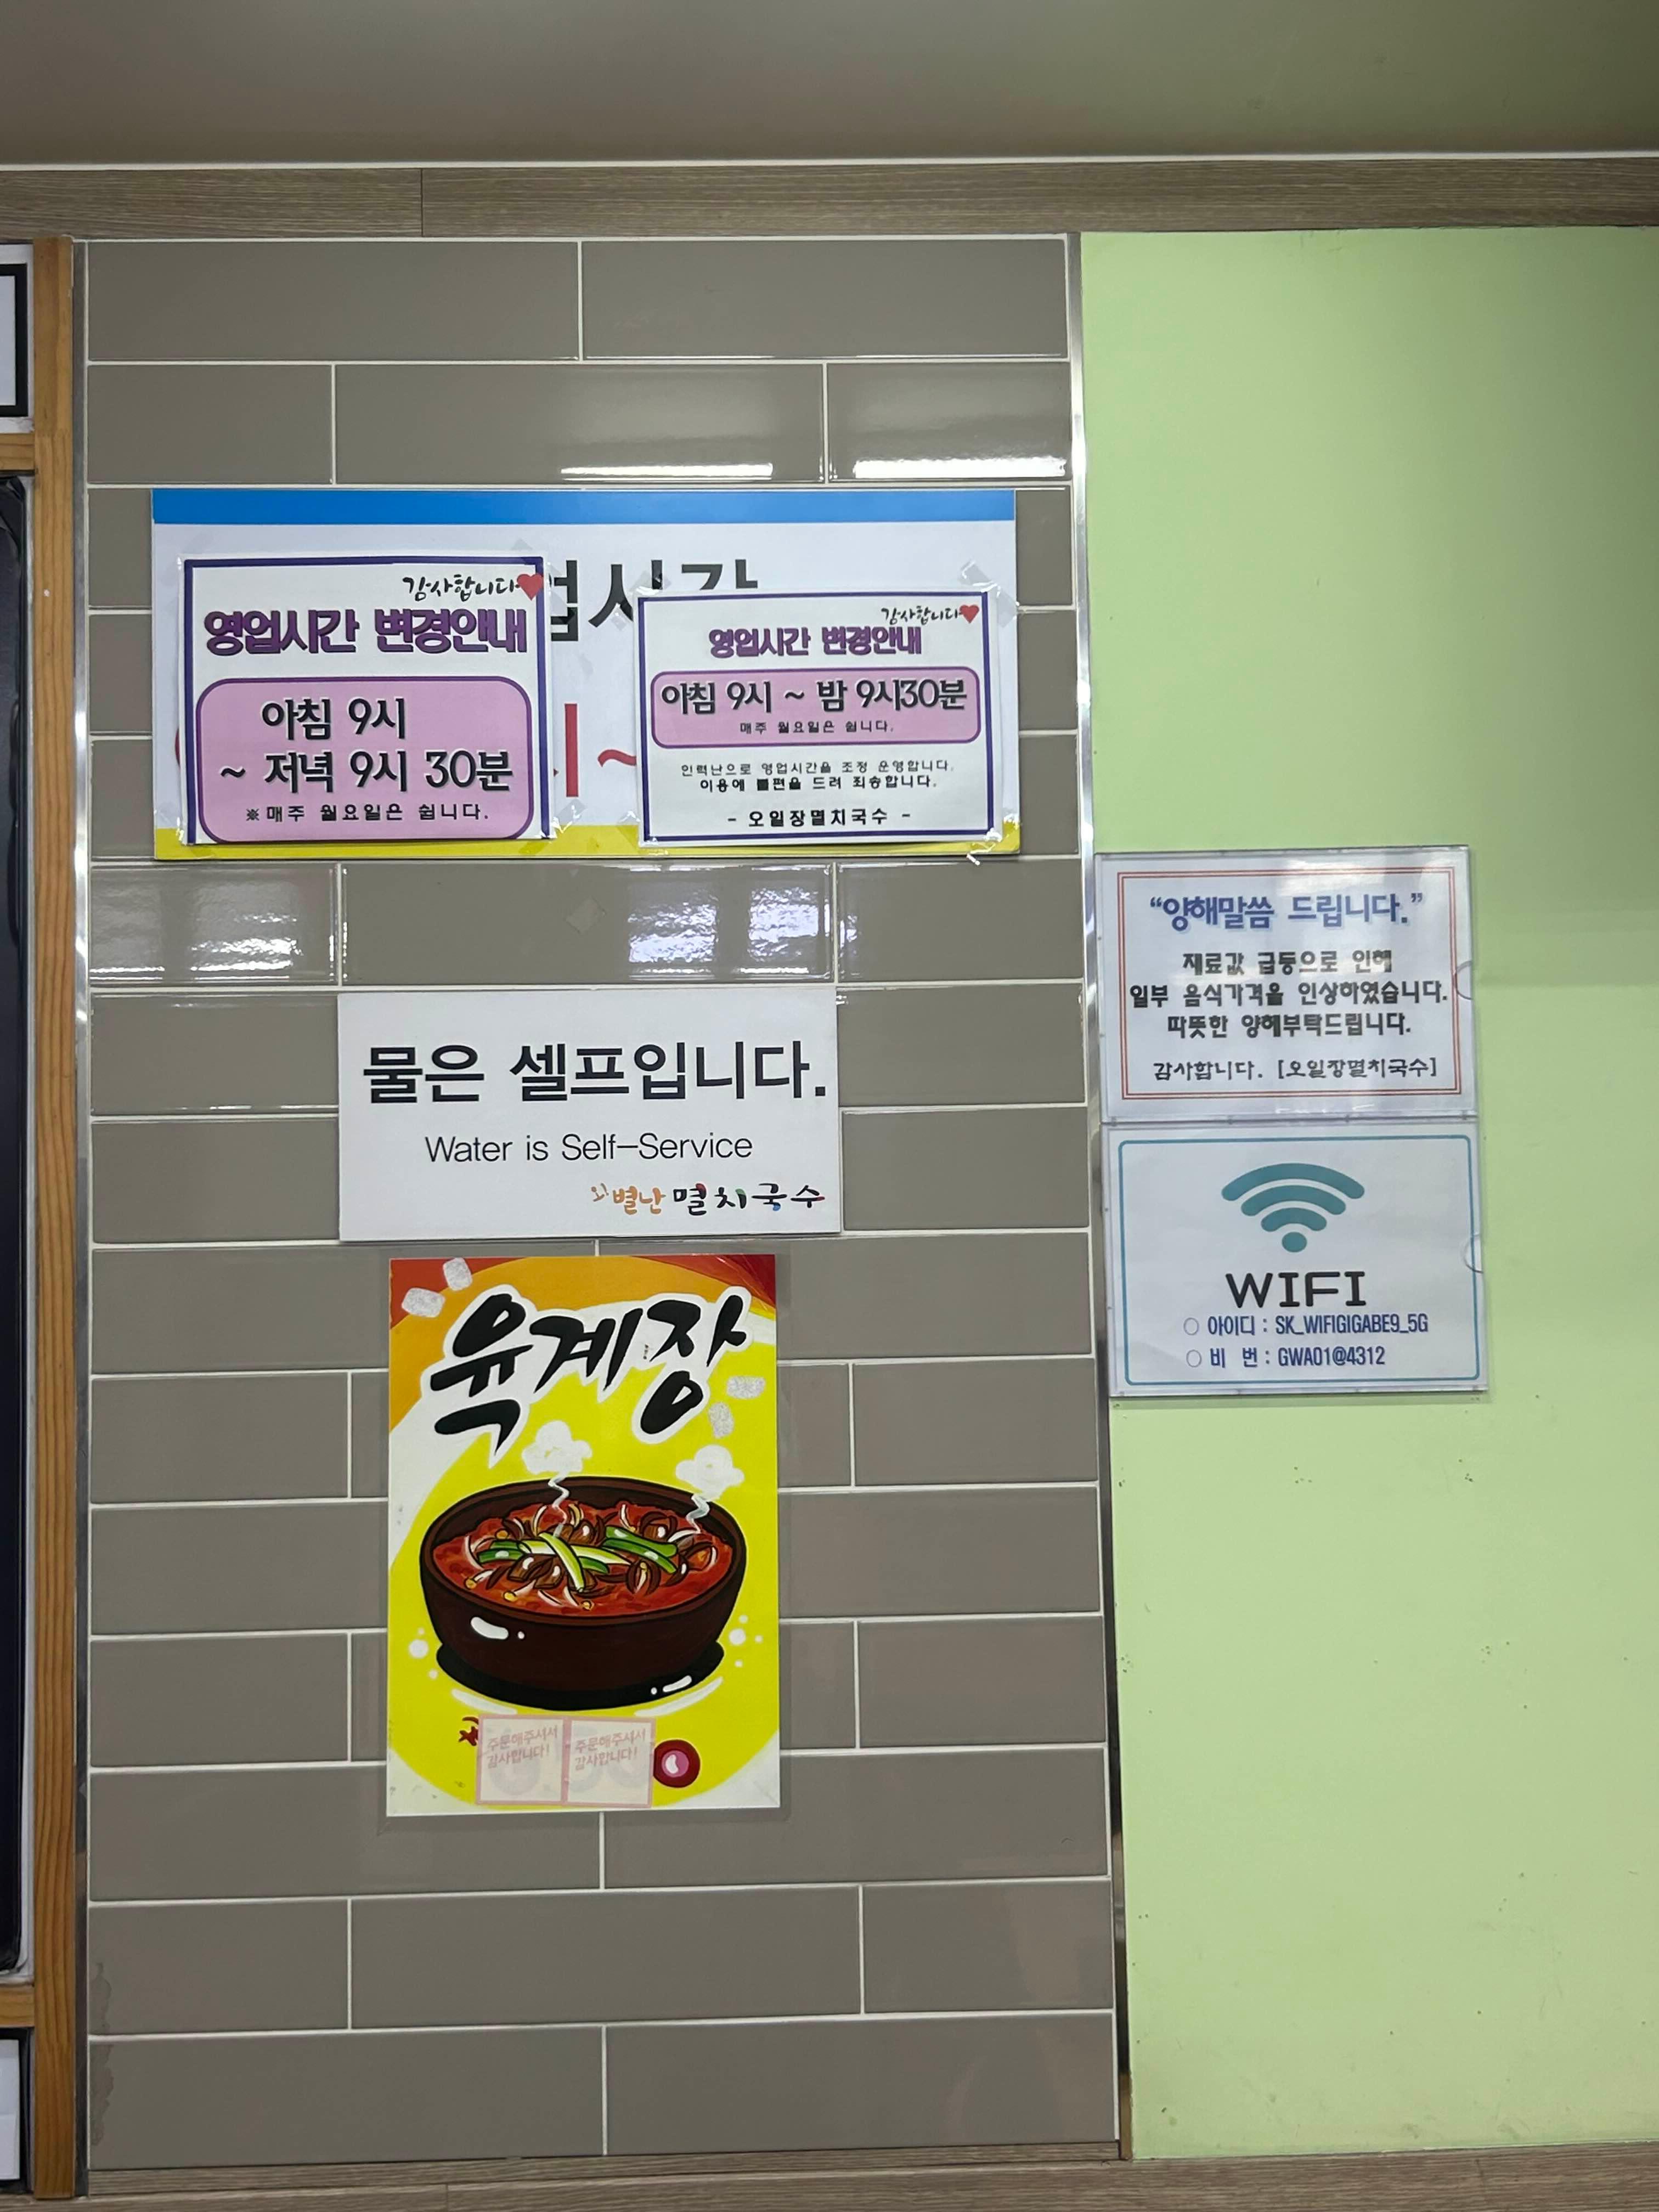 업시간
감사합니다
영업시간 변경안내
아침 9시
~ 저녁 9시 30분
※매주 월요일은 쉽니다.
감사합니다
영업시간 변경안내
아침 9시 ~ 밤 9시30분
매주 월요일은 쉽니다.
인력난으로 영업시간을 조정 운영합니다.
이용에 불편을 드려 죄송합니다.
- 오일장멸치국수 -
물은 셀프입니다.
Water is Self-Service
별난 멸치국수
육계장
주문해주셔서
감사합니다!
주문해주셔서
감사합니다!
“양해말씀 드립니다.”
재료값 급등으로 인해
일부 음식가격을 인상하였습니다.
따뜻한 양해부탁드립니다.
감사합니다. [오일장멸치국수]
WIFI
○ 아이디 : SK_WIFIGIGABE9_5G
○ 비 번 : GWA01@4312